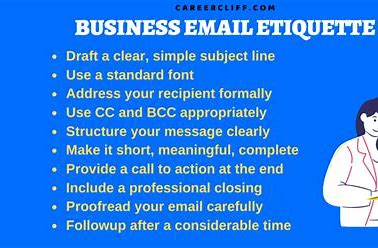 CAREERCLIFF.COM
BUSINESS EMAIL ETIQUETTE
• Draft a clear, simple subject line
• Use a standard font
• Address your recipient formally
• Use CC and BCC appropriately
• Structure your message clearly
• Make it short, meaningful, complete
• Provide a call to action at the end
• Include a professional closing
• Proofread your email carefully
• Followup after a considerable time